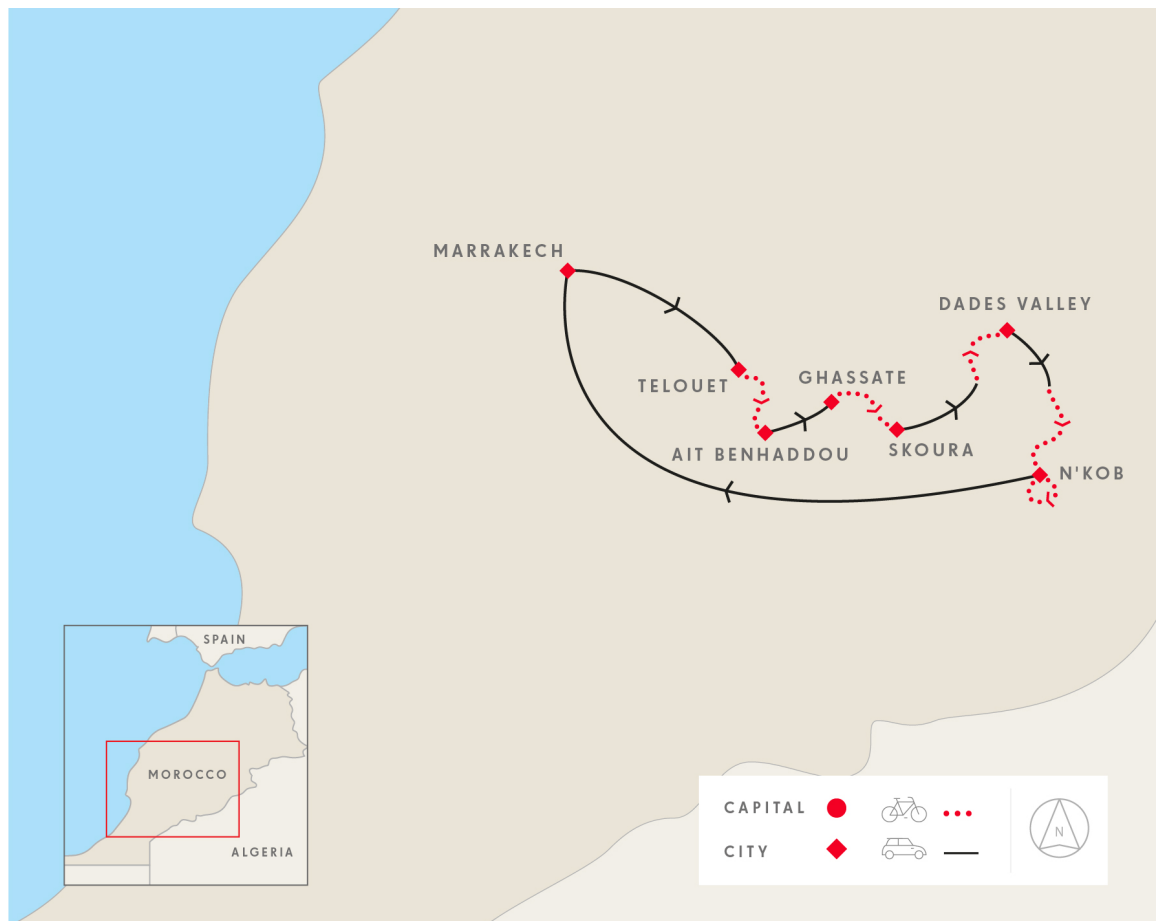 MARRAKECH
DADES VALLEY
GHASSATE
TELOUET
AIT BENHADDOU
SKOURA
N'KOB
SPAIN
MOROCCO
ALGERIA
CAPITAL
CITY
N